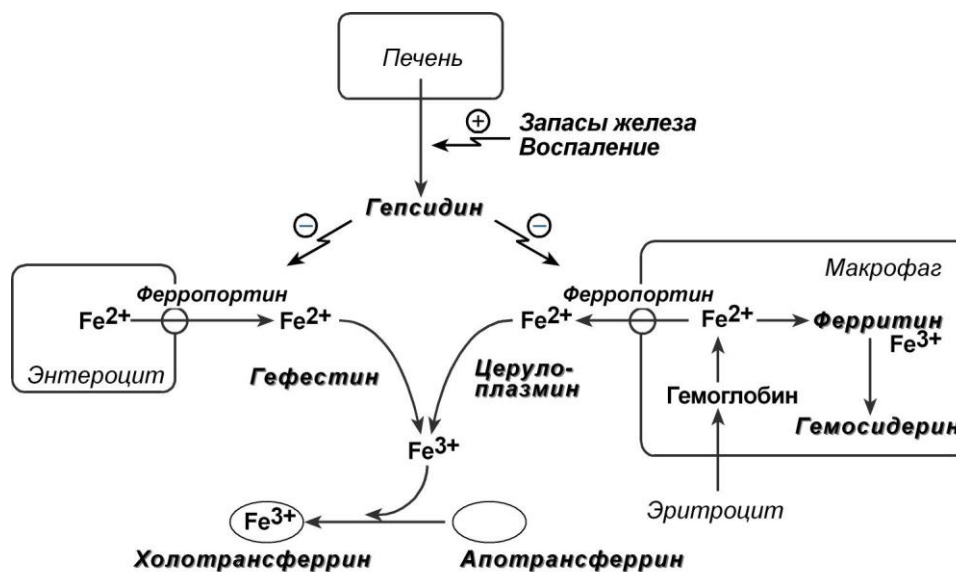 Печень
+
Запасы железа
Воспаление
Гепсидин
−
−
Макрофаг
Ферропортин
Ферропортин
Fe2+
Fe2+
Fe2+
Fe2+
Ферритин
Fe3+
Энтероцит
Гефестин
Церуло-
плазмин
Гемоглобин
Гемосидерин
Fe3+
Эритроцит
Fe3+
Холотрансферрин
Апотрансферрин